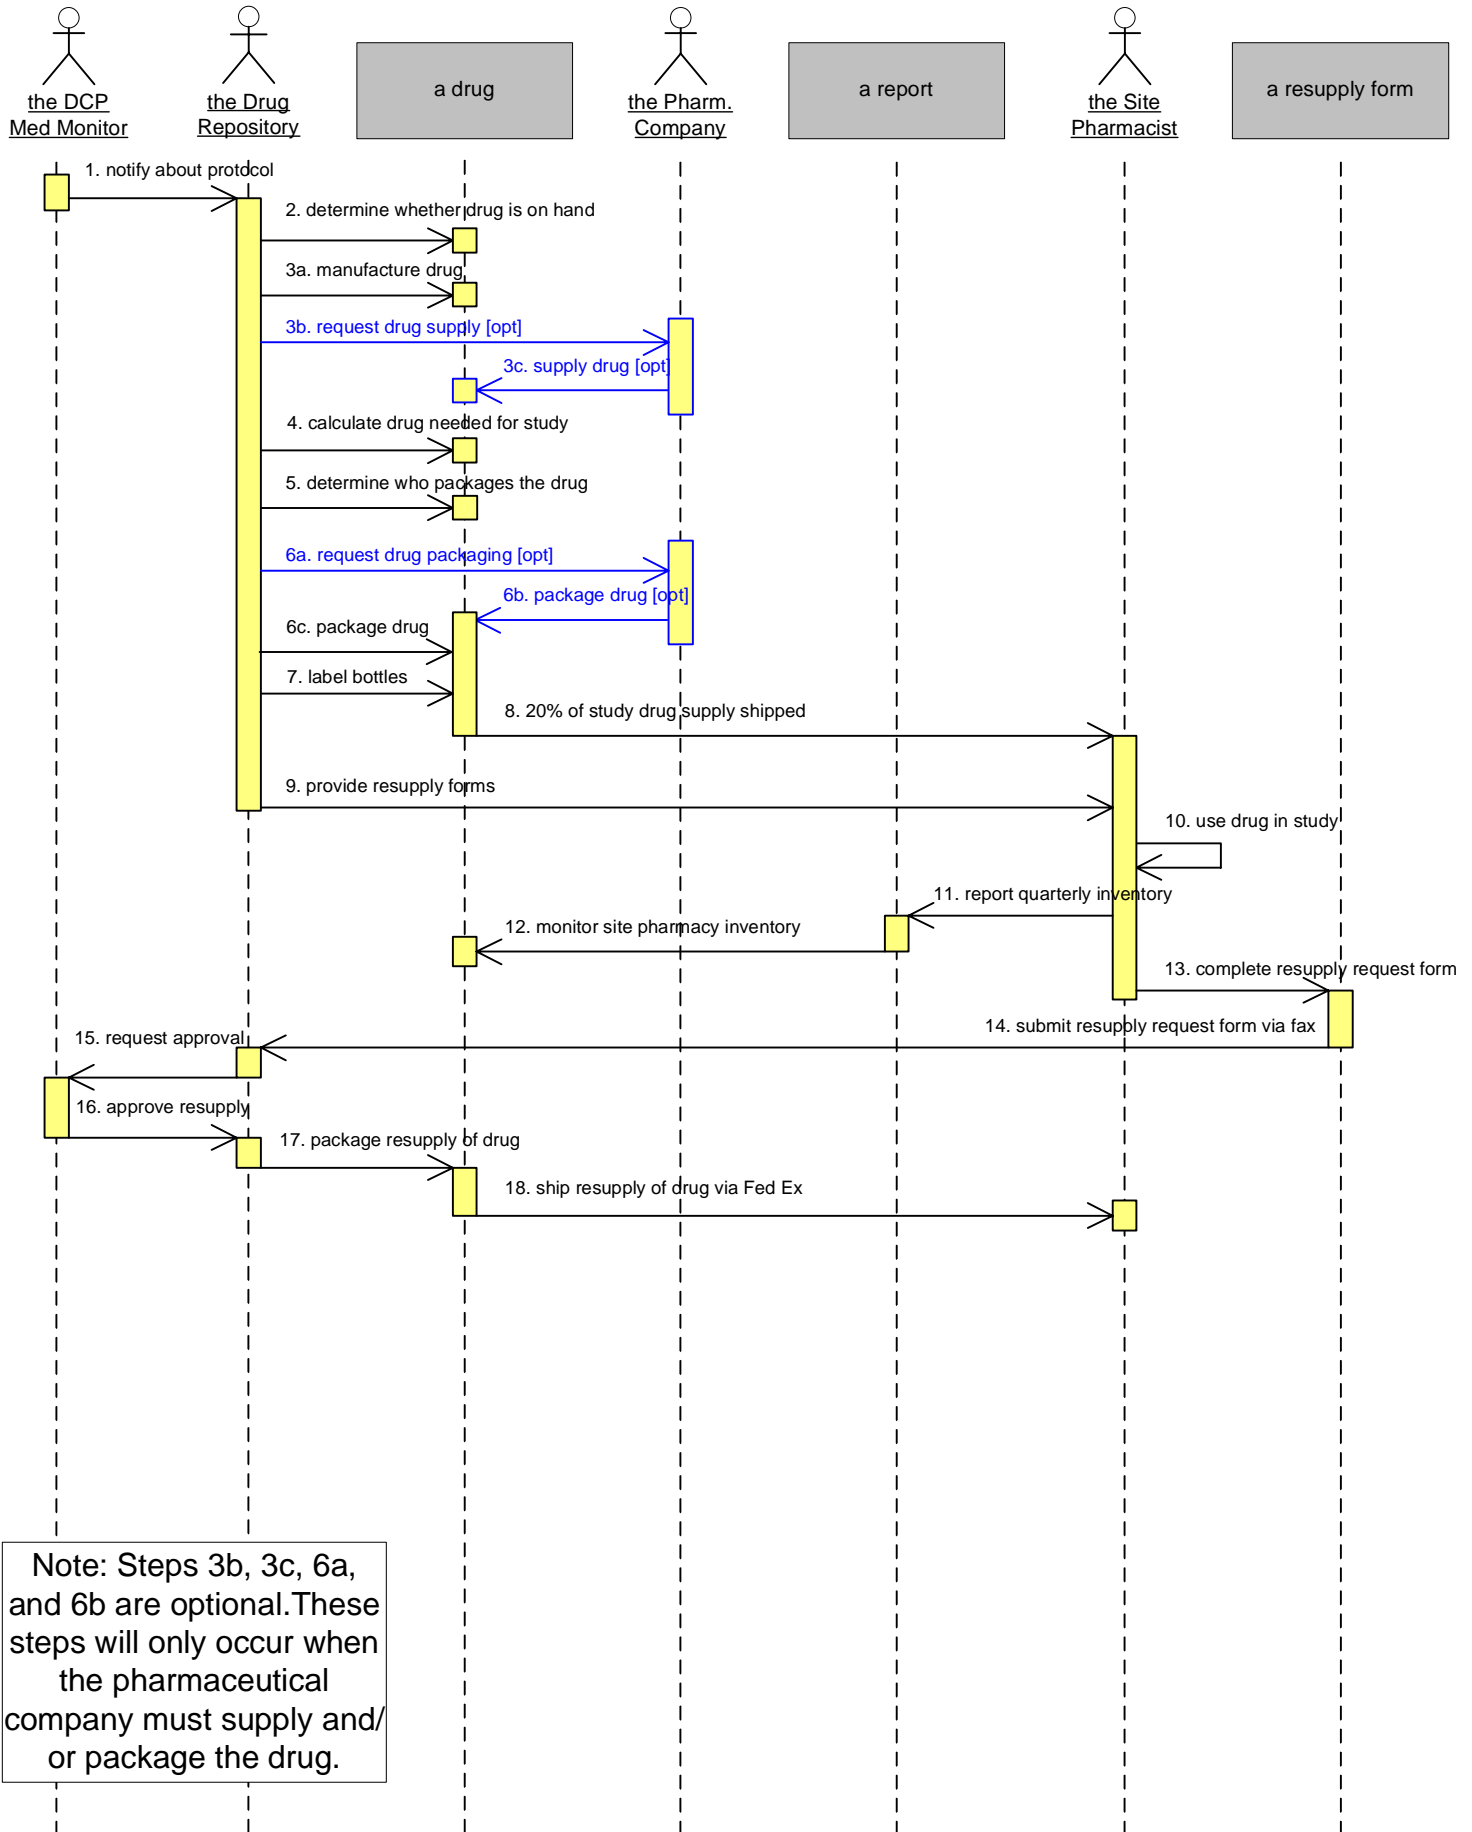 the DCP
Med Monitor
the Drug
Repository
a drug
the Pharm.
Company
a report
the Site
Pharmacist
a resupply form
1. notify about protocol
2. determine whether drug is on hand
3a. manufacture drug
3b. request drug supply [opt]
3c. supply drug [opt]
4. calculate drug needed for study
5. determine who packages the drug
6a. request drug packaging [opt]
6b. package drug [opt]
6c. package drug
7. label bottles
8. 20% of study drug supply shipped
9. provide resupply forms
10. use drug in study
11. report quarterly inventory
12. monitor site pharmacy inventory
13. complete resupply request form
14. submit resupply request form via fax
15. request approval
16. approve resupply
17. package resupply of drug
18. ship resupply of drug via Fed Ex
Note: Steps 3b, 3c, 6a,
and 6b are optional.These
steps will only occur when
the pharmaceutical
company must supply and/
or package the drug.